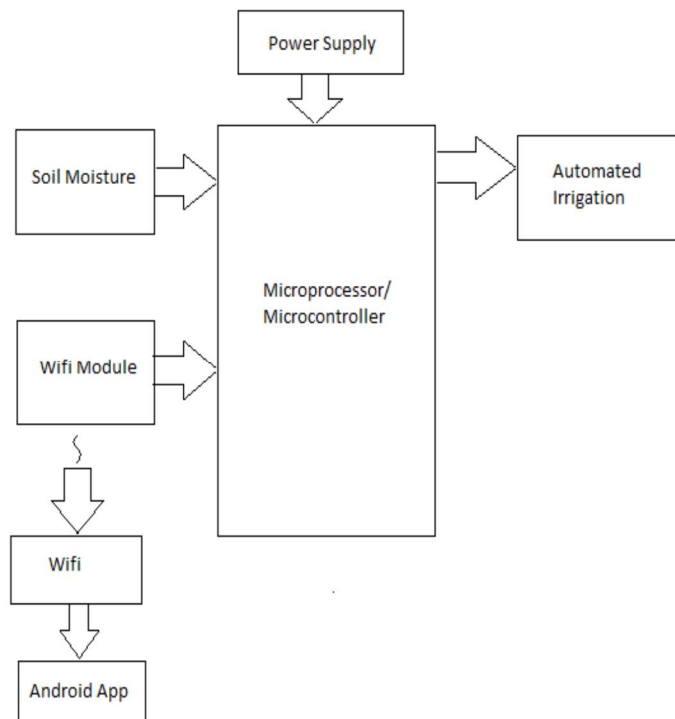 Power Supply
Soil Moisture
Automated
Irrigation
Microprocessor/
Microcontroller
Wifi Module
Wifi
Android App